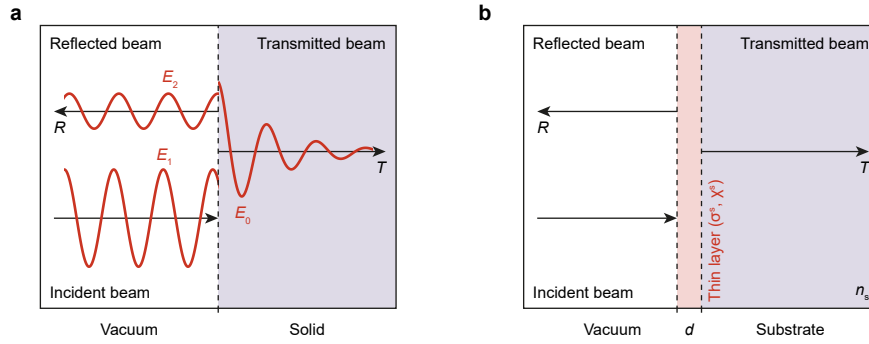 a
Reflected beam
Transmitted beam
E₂
R
E₁
T
E₀
Incident beam
Vacuum
Solid
b
Reflected beam
Transmitted beam
R
T
Thin layer (σˢ, χˢ)
Incident beam
nₛ
Vacuum
d
Substrate